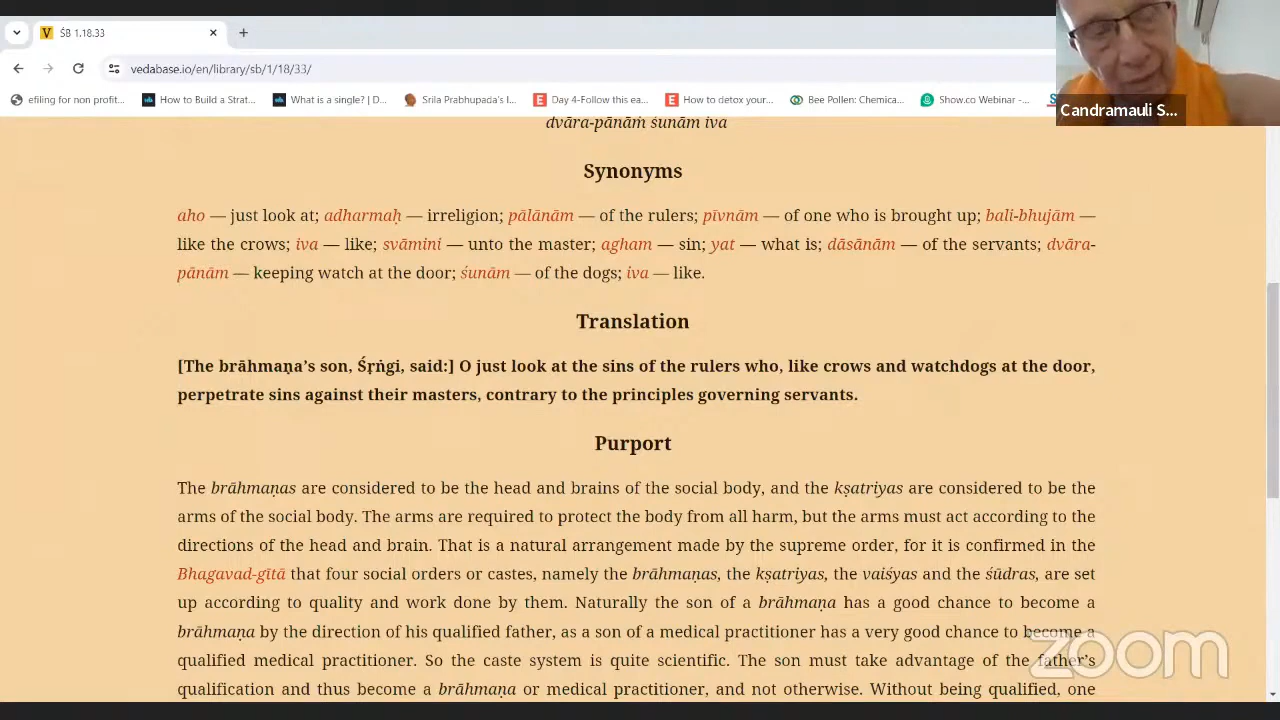 ŚB 1.18.33
vedabase.io/en/library/sb/1/18/33/
efiling for non profit... How to Build a Strat... What is a single? | D... Srila Prabhupada's I... Day 4-Follow this ea... How to detox your... Bee Pollen: Chemica... Show.co Webinar -...
Candramauli S...
dvāra-pānāṁ śunām iva
Synonyms
aho — just look at; adharmaḥ — irreligion; pālānām — of the rulers; pīvnām — of one who is brought up; bali-bhujām —
like the crows; iva — like; svāmini — unto the master; agham — sin; yat — what is; dāsānām — of the servants; dvāra-
pānām — keeping watch at the door; śunām — of the dogs; iva — like.
Translation
[The brāhmaṇa’s son, Śṛṅgi, said:] O just look at the sins of the rulers who, like crows and watchdogs at the door,
perpetrate sins against their masters, contrary to the principles governing servants.
Purport
The brāhmaṇas are considered to be the head and brains of the social body, and the kṣatriyas are considered to be the
arms of the social body. The arms are required to protect the body from all harm, but the arms must act according to the
directions of the head and brain. That is a natural arrangement made by the supreme order, for it is confirmed in the
Bhagavad-gītā that four social orders or castes, namely the brāhmaṇas, the kṣatriyas, the vaiśyas and the śūdras, are set
up according to quality and work done by them. Naturally the son of a brāhmaṇa has a good chance to become a
brāhmaṇa by the direction of his qualified father, as a son of a medical practitioner has a very good chance to become a
qualified medical practitioner. So the caste system is quite scientific. The son must take advantage of the father’s
qualification and thus become a brāhmaṇa or medical practitioner, and not otherwise. Without being qualified, one
zoom